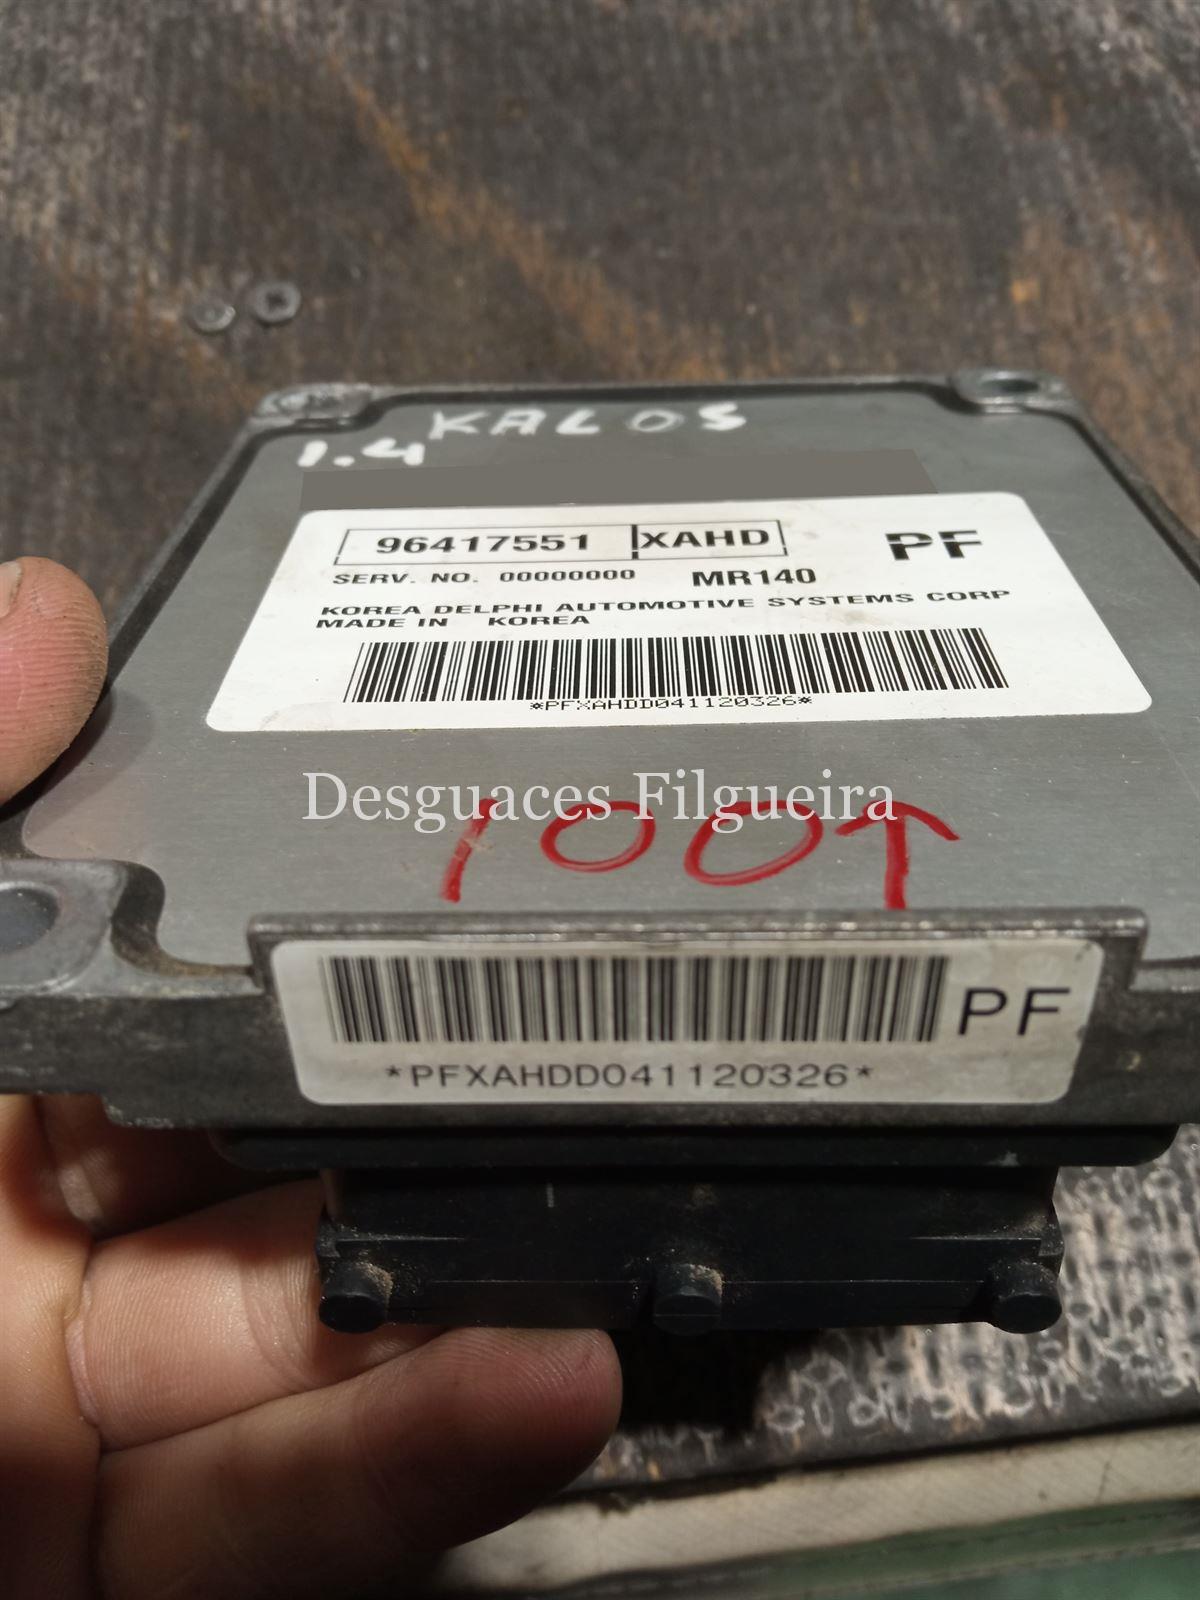 KALOS
1.4
96417551 XAHD PF
SERV. NO. 00000000 MR140
KOREA DELPHI AUTOMOTIVE SYSTEMS CORP
MADE IN KOREA
*PFXAHDD041120326*
Desguaces Filgueira
100↑
PF
*PFXAHDD041120326*